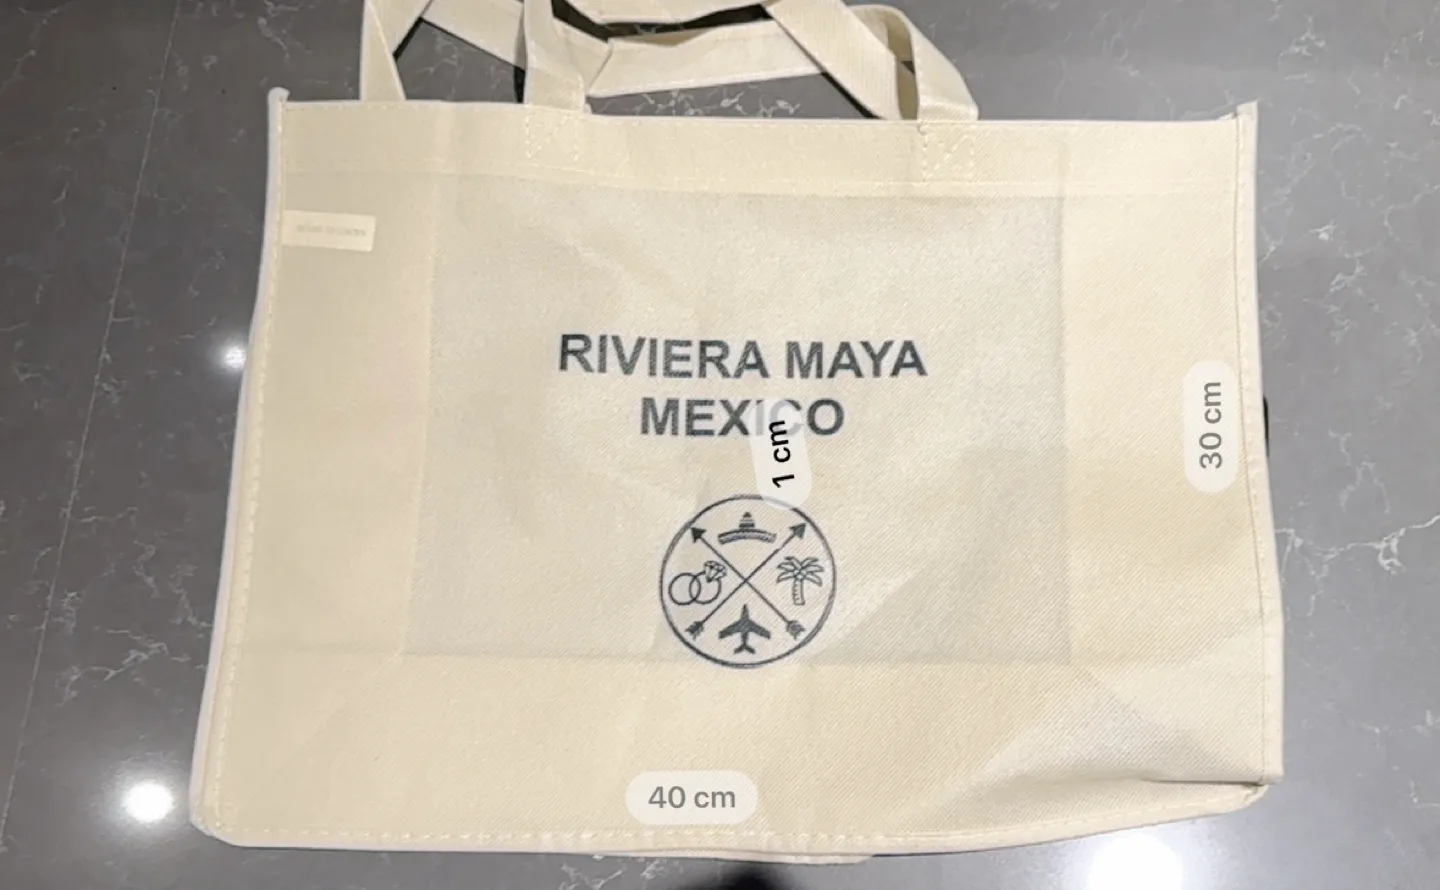 RIVIERA MAYA
MEXICO
1 cm
30 cm
40 cm